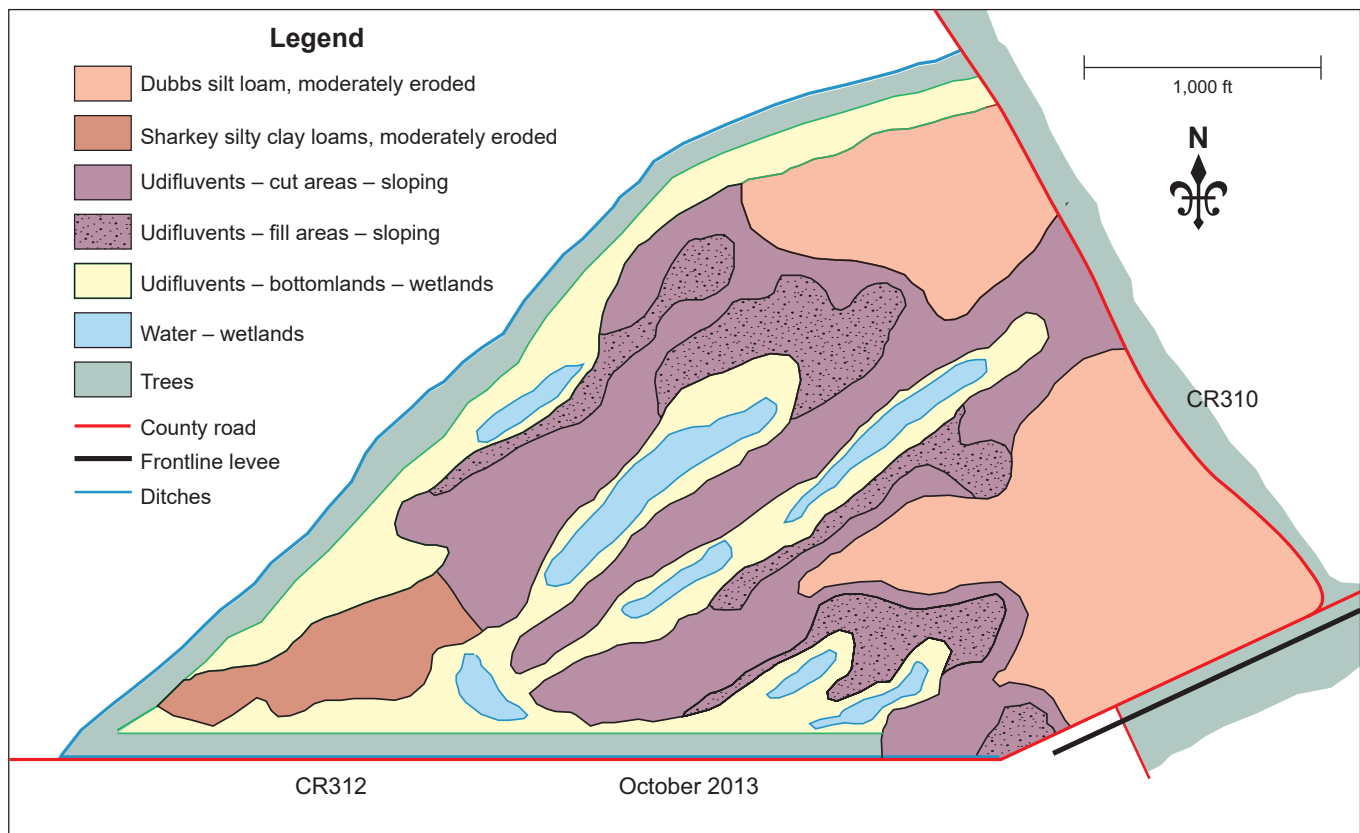 Legend
Dubbs silt loam, moderately eroded
Sharkey silty clay loams, moderately eroded
Udifluvents – cut areas – sloping
Udifluvents – fill areas – sloping
Udifluvents – bottomlands – wetlands
Water – wetlands
Trees
County road
Frontline levee
Ditches
1,000 ft
N
CR310
CR312
October 2013